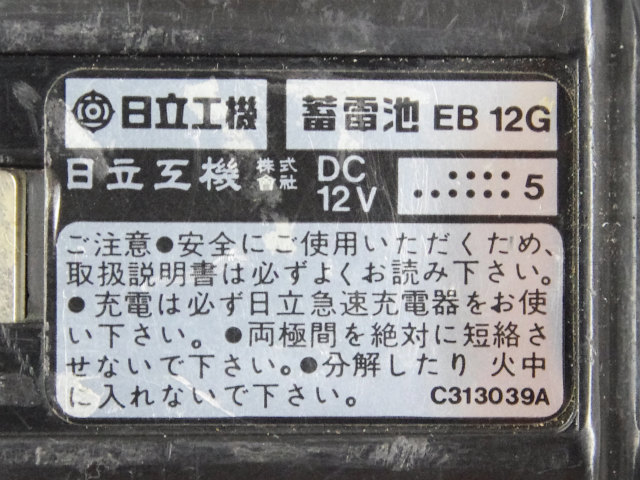 日立工機 蓄電池 EB 12G
日立工機 株式會社 DC 12V 5
ご注意●安全にご使用いただくため、
取扱説明書は必ずよくお読み下さい。
●充電は必ず日立急速充電器をお使
い下さい。●両極間を絶対に短絡さ
せないで下さい。●分解したり 火中
に入れないで下さい。 C313039A